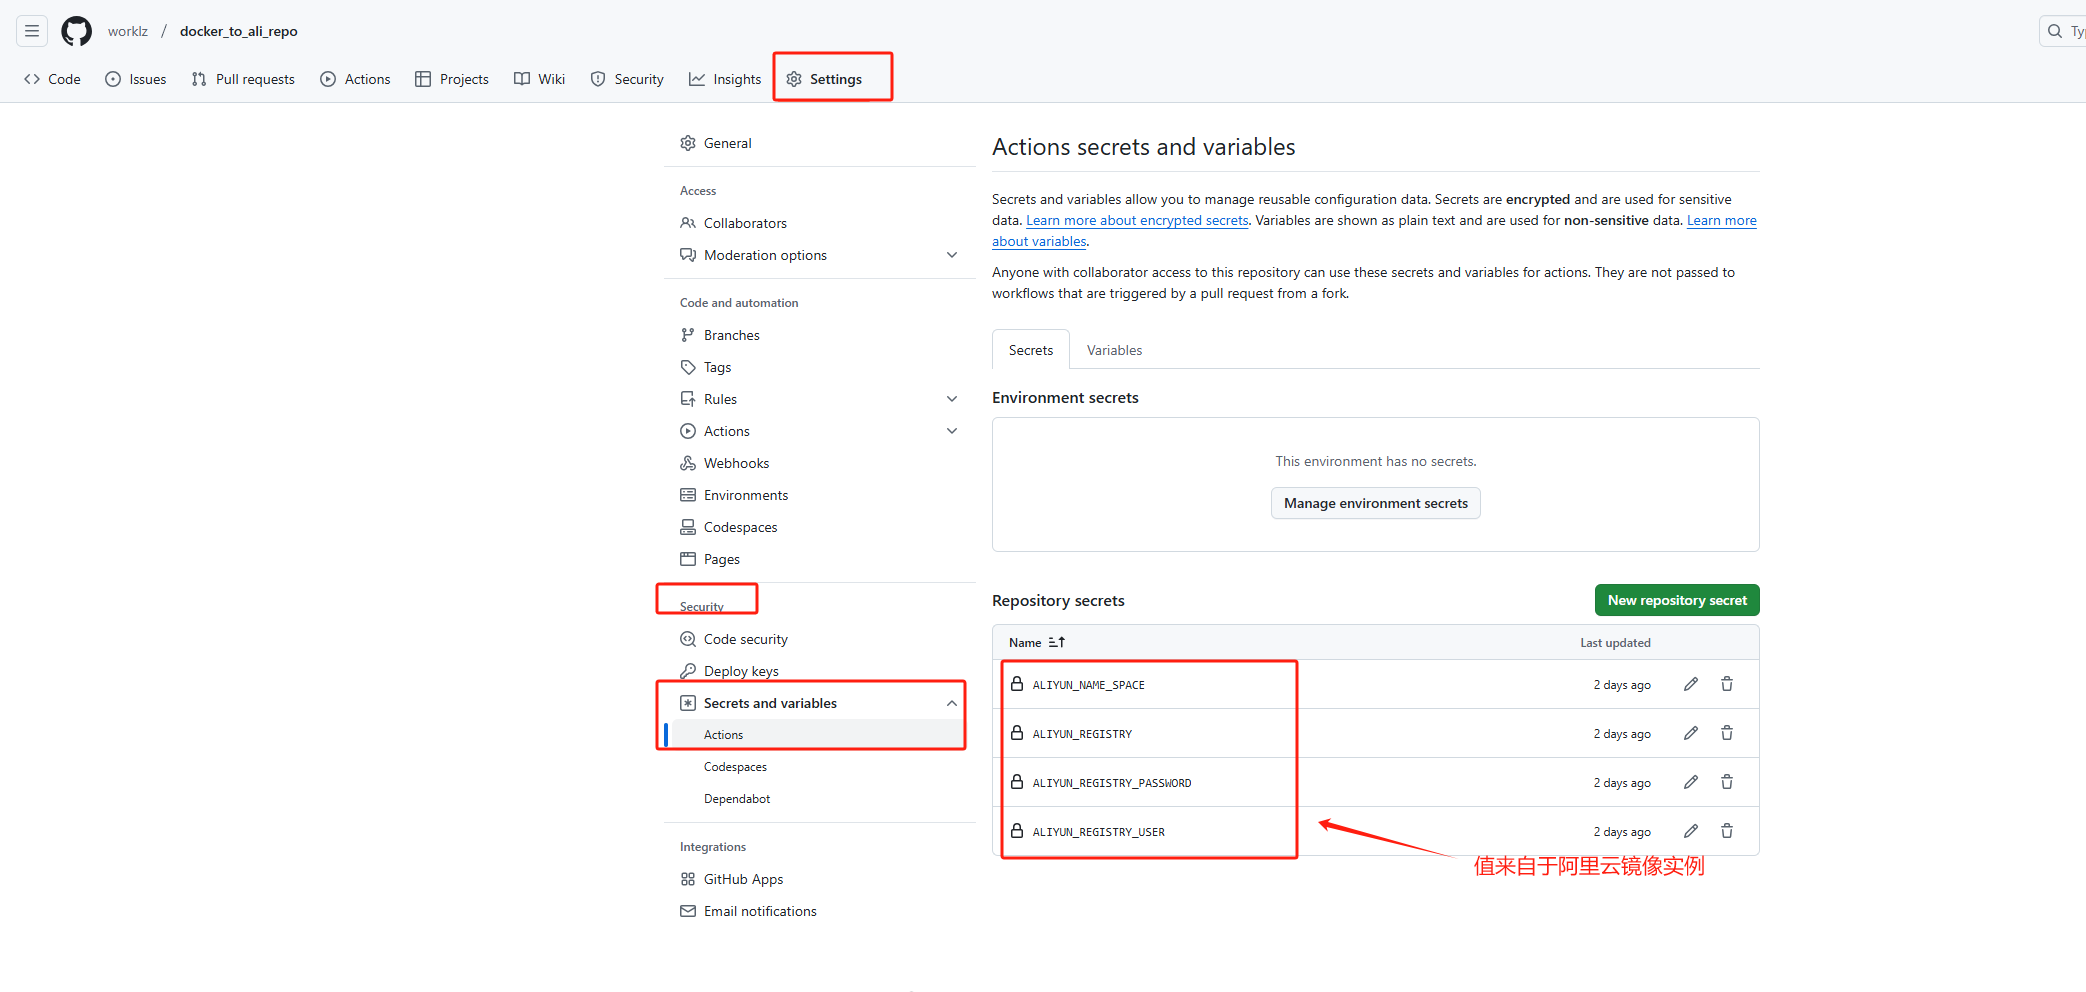 worklz / docker_to_ali_repo
Ty
Code Issues Pull requests Actions Projects Wiki Security Insights Settings
General
Access
Collaborators
Moderation options
Code and automation
Branches
Tags
Rules
Actions
Webhooks
Environments
Codespaces
Pages
Security
Code security
Deploy keys
Secrets and variables
Actions
Codespaces
Dependabot
Integrations
GitHub Apps
Email notifications
Actions secrets and variables
Secrets and variables allow you to manage reusable configuration data. Secrets are encrypted and are used for sensitive
data. Learn more about encrypted secrets. Variables are shown as plain text and are used for non-sensitive data. Learn more
about variables.
Anyone with collaborator access to this repository can use these secrets and variables for actions. They are not passed to
workflows that are triggered by a pull request from a fork.
Secrets Variables
Environment secrets
This environment has no secrets.
Manage environment secrets
Repository secrets New repository secret
Name Last updated
ALIYUN_NAME_SPACE 2 days ago
ALIYUN_REGISTRY 2 days ago
ALIYUN_REGISTRY_PASSWORD 2 days ago
ALIYUN_REGISTRY_USER 2 days ago
值来自于阿里云镜像实例